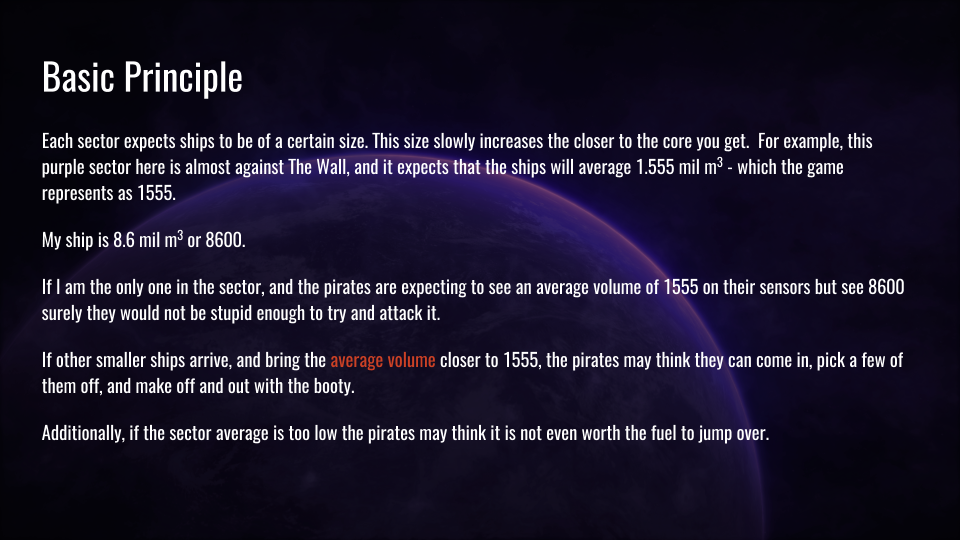 Basic Principle
Each sector expects ships to be of a certain size. This size slowly increases the closer to the core you get.  For example, this
purple sector here is almost against The Wall, and it expects that the ships will average 1.555 mil m³ - which the game
represents as 1555.
My ship is 8.6 mil m³ or 8600.
If I am the only one in the sector, and the pirates are expecting to see an average volume of 1555 on their sensors but see 8600
surely they would not be stupid enough to try and attack it.
If other smaller ships arrive, and bring the average volume closer to 1555, the pirates may think they can come in, pick a few of
them off, and make off and out with the booty.
Additionally, if the sector average is too low the pirates may think it is not even worth the fuel to jump over.